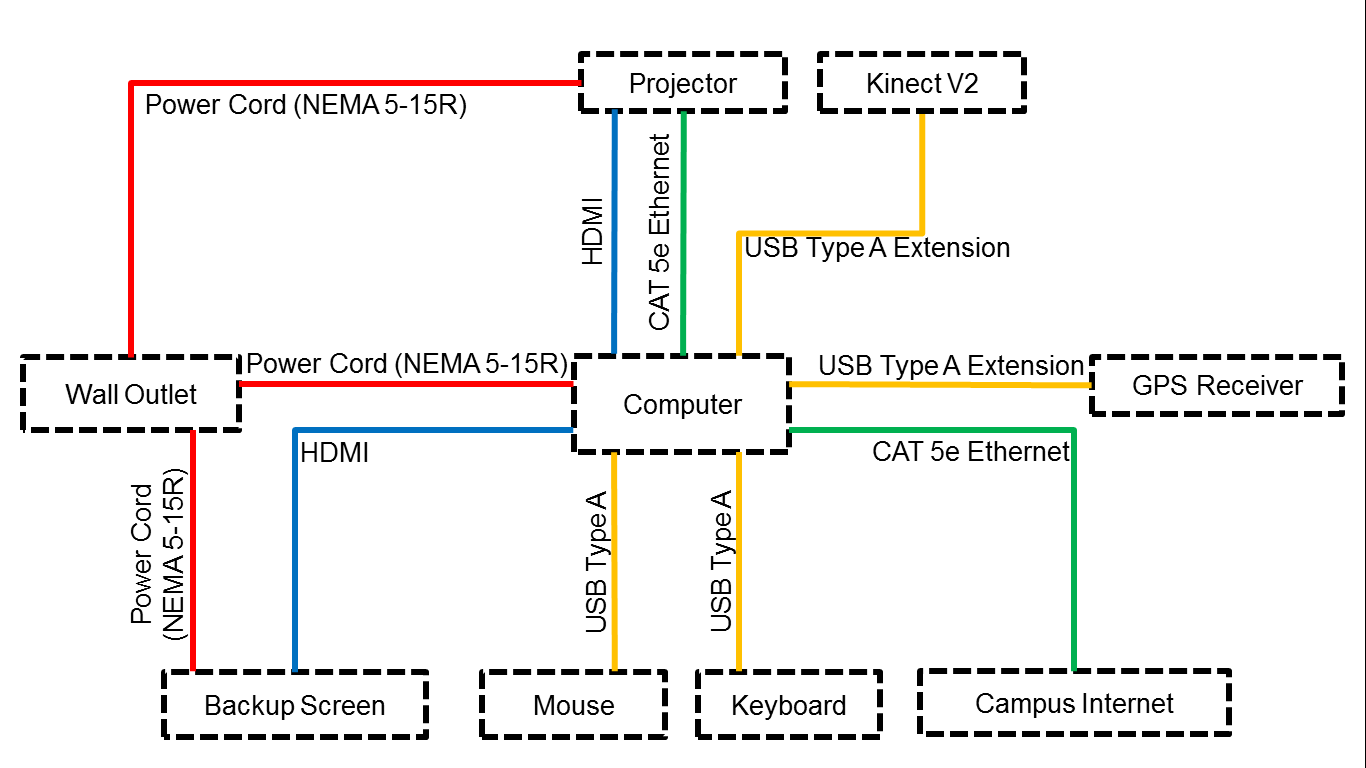 Projector
Kinect V2
Power Cord (NEMA 5-15R)
HDMI
CAT 5e Ethernet
USB Type A Extension
Wall Outlet
Power Cord (NEMA 5-15R)
Computer
USB Type A Extension
GPS Receiver
HDMI
CAT 5e Ethernet
Power Cord
(NEMA 5-15R)
USB Type A
USB Type A
Backup Screen
Mouse
Keyboard
Campus Internet